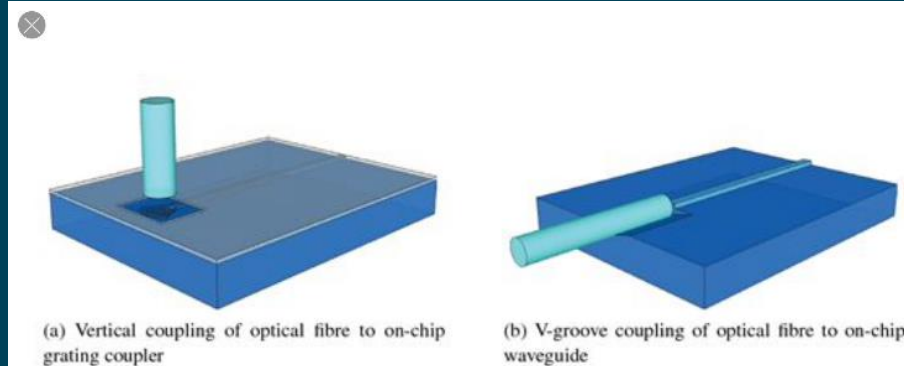 (a) Vertical coupling of optical fibre to on-chip
grating coupler
(b) V-groove coupling of optical fibre to on-chip
waveguide